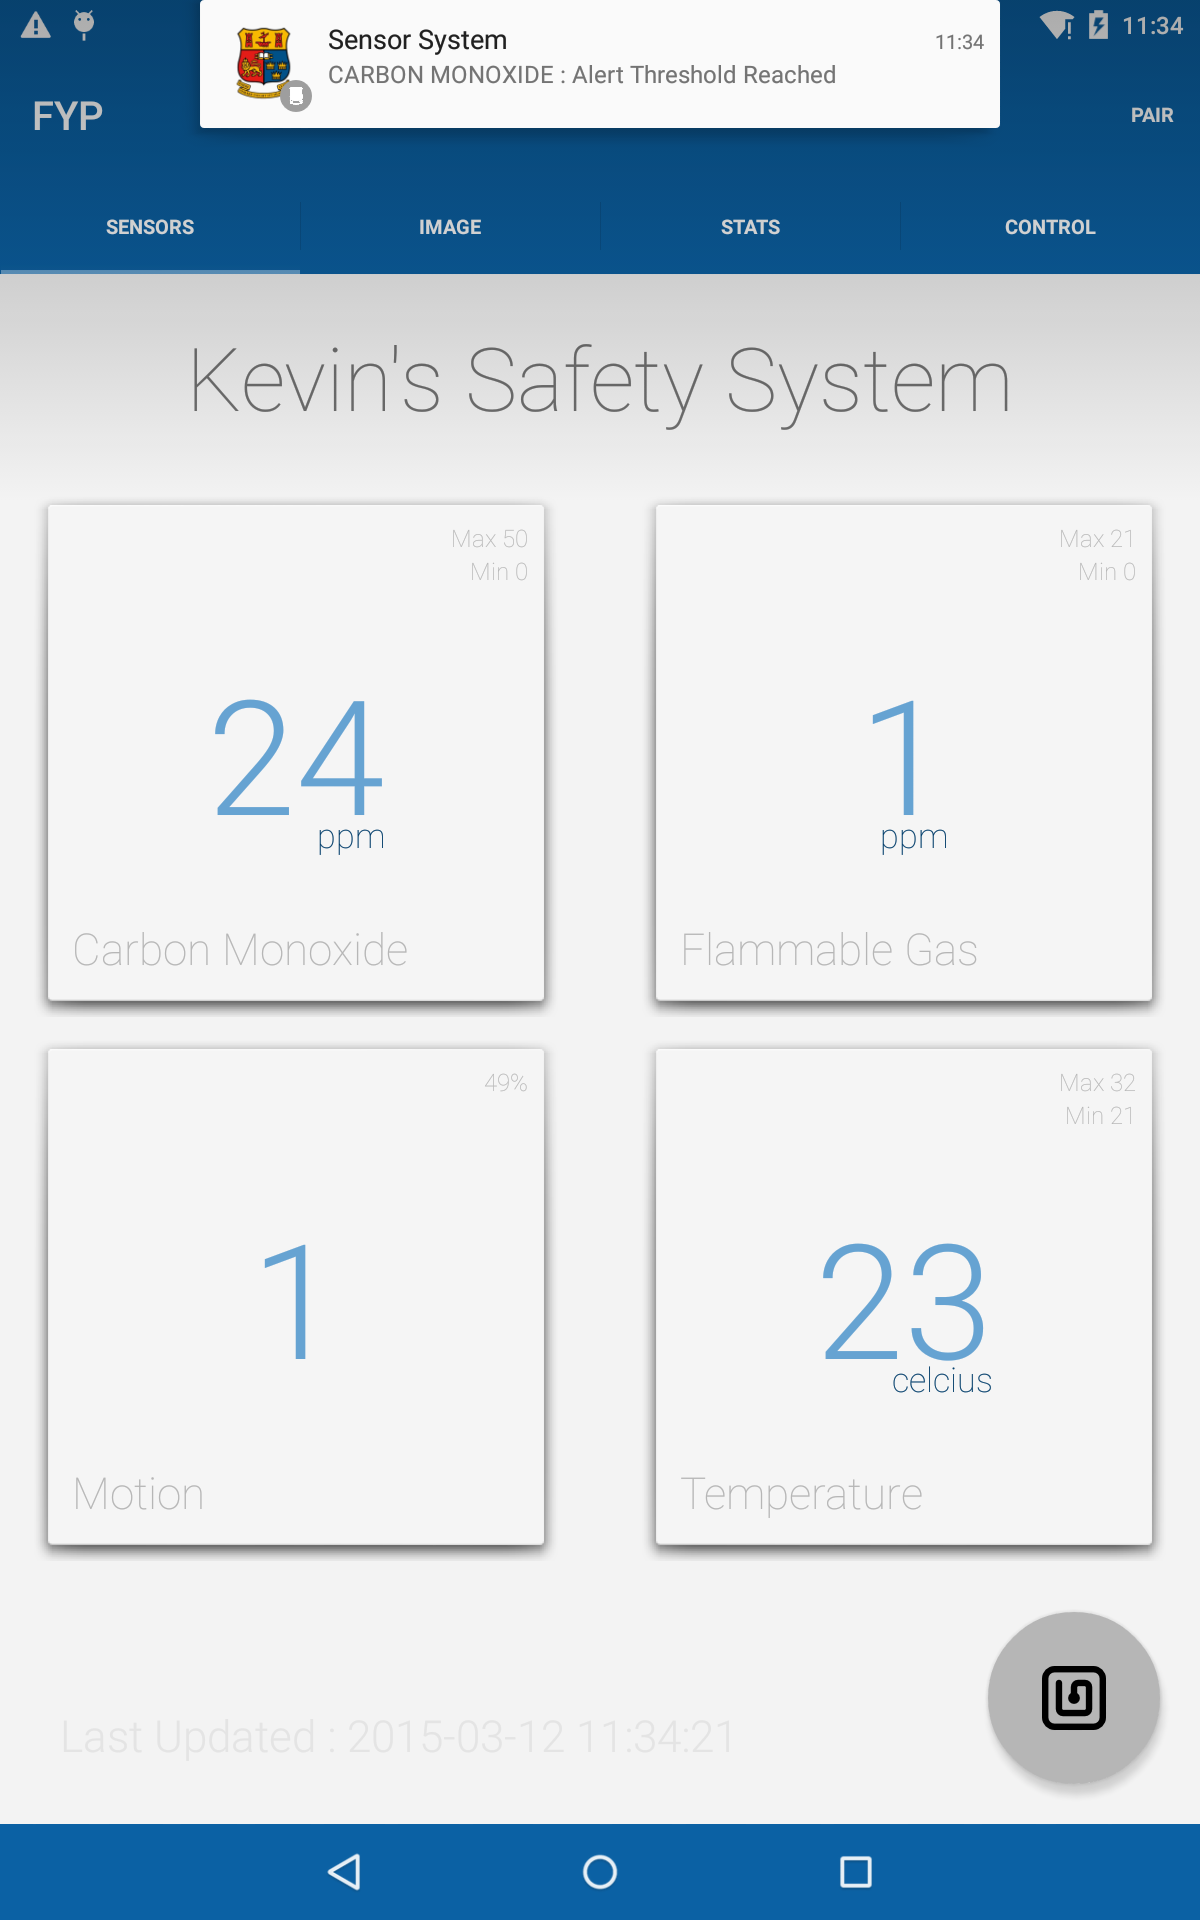 11:34
Sensor System
11:34
CARBON MONOXIDE : Alert Threshold Reached
FYP
PAIR
SENSORS
IMAGE
STATS
CONTROL
Kevin's Safety System
Max 50
Min 0
24
ppm
Carbon Monoxide
Max 21
Min 0
1
ppm
Flammable Gas
49%
1
Motion
Max 32
Min 21
23
celcius
Temperature
Last Updated : 2015-03-12 11:34:21